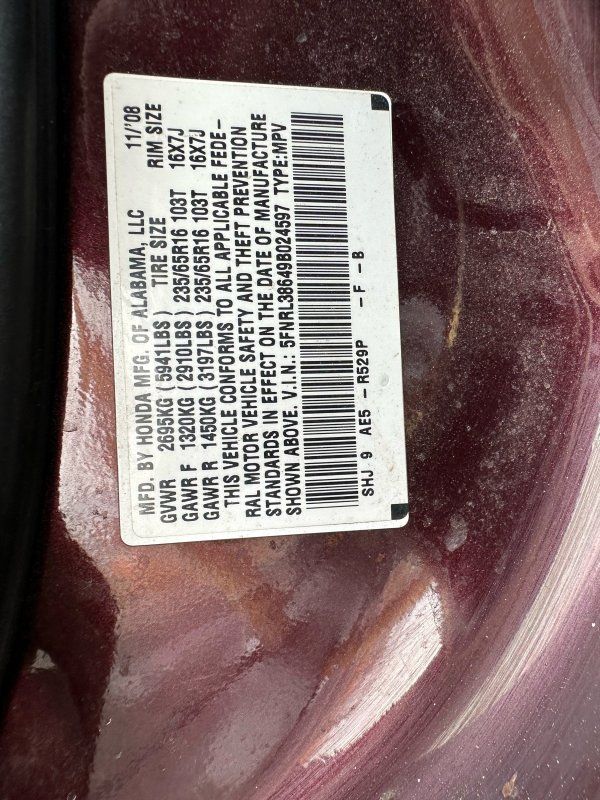 MFD. BY HONDA MFG. OF ALABAMA, LLC 11/'08
GVWR 2695KG (5941LBS) TIRE SIZE RIM SIZE
GAWR F 1320KG (2910LBS) 235/65R16 103T 16X7J
GAWR R 1450KG (3197LBS) 235/65R16 103T 16X7J
THIS VEHICLE CONFORMS TO ALL APPLICABLE FEDE-
RAL MOTOR VEHICLE SAFETY AND THEFT PREVENTION
STANDARDS IN EFFECT ON THE DATE OF MANUFACTURE
SHOWN ABOVE. V.I.N.: 5FNRL38649B024597 TYPE:MPV
SHJ 9 AE5 -R529P -F -B